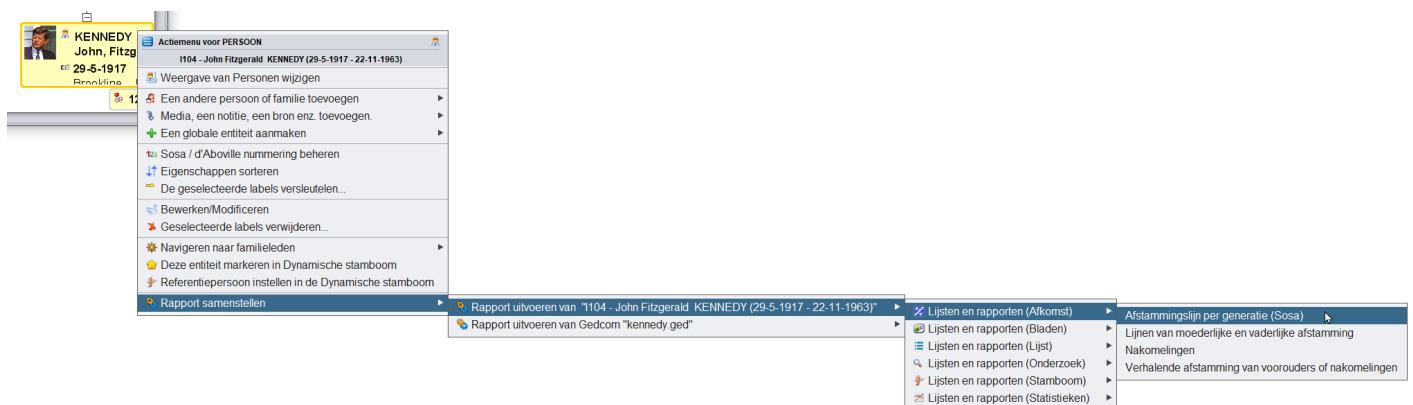 KENNEDY
John, Fitzg
29-5-1917
Brookline
12
Actiemenu voor PERSOON
I104 - John Fitzgerald KENNEDY (29-5-1917 - 22-11-1963)
Weergave van Personen wijzigen
Een andere persoon of familie toevoegen
Media, een notitie, een bron enz. toevoegen.
Een globale entiteit aanmaken
123 Sosa / d'Aboville nummering beheren
Eigenschappen sorteren
De geselecteerde labels versleutelen...
Bewerken/Modificeren
Geselecteerde labels verwijderen...
Navigeren naar familieleden
Deze entiteit markeren in Dynamische stamboom
Referentiepersoon instellen in de Dynamische stamboom
Rapport samenstellen
Rapport uitvoeren van "I104 - John Fitzgerald KENNEDY (29-5-1917 - 22-11-1963)"
Rapport uitvoeren van Gedcom "kennedy.ged"
Lijsten en rapporten (Afkomst)
Lijsten en rapporten (Bladen)
Lijsten en rapporten (Lijst)
Lijsten en rapporten (Onderzoek)
Lijsten en rapporten (Stamboom)
Lijsten en rapporten (Statistieken)
Afstammingslijn per generatie (Sosa)
Lijnen van moederlijke en vaderlijke afstamming
Nakomelingen
Verhalende afstamming van voorouders of nakomelingen